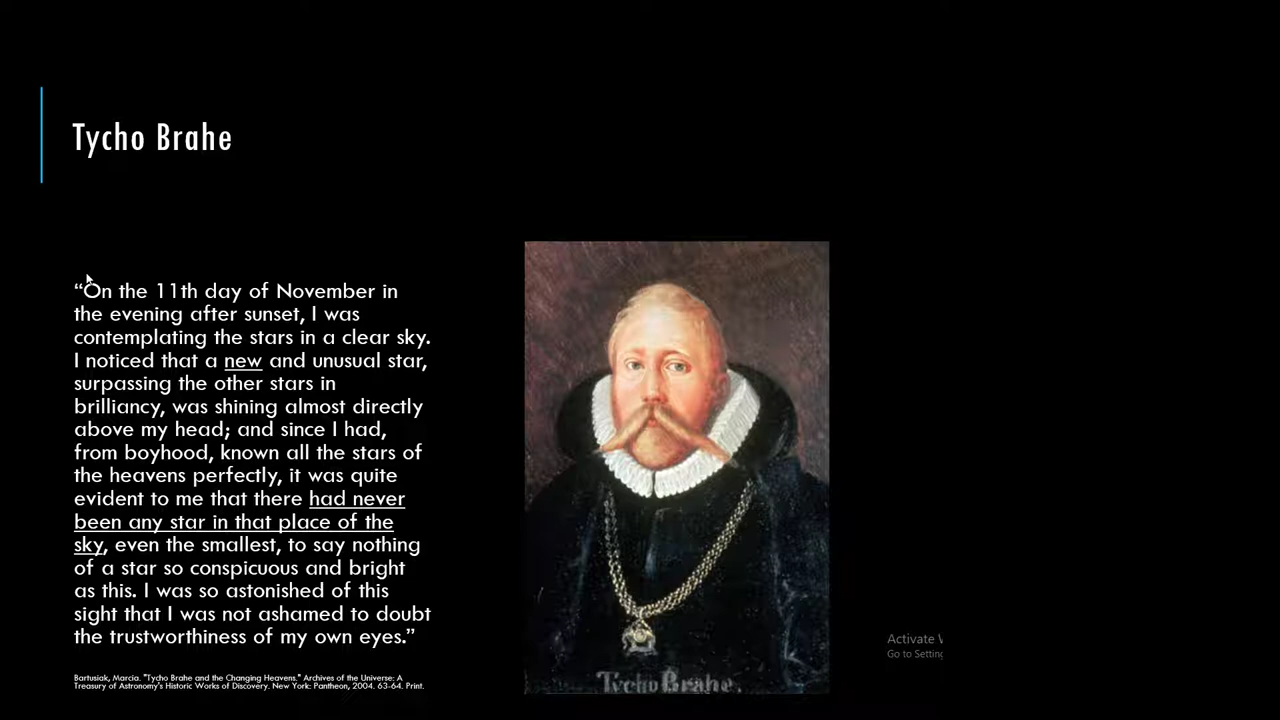 Tycho Brahe
“On the 11th day of November in
the evening after sunset, I was
contemplating the stars in a clear sky.
I noticed that a new and unusual star,
surpassing the other stars in
brilliancy, was shining almost directly
above my head; and since I had,
from boyhood, known all the stars of
the heavens perfectly, it was quite
evident to me that there had never
been any star in that place of the
sky, even the smallest, to say nothing
of a star so conspicuous and bright
as this. I was so astonished of this
sight that I was not ashamed to doubt
the trustworthiness of my own eyes.”
Bartusiak, Marcia. "Tycho Brahe and the Changing Heavens." Archives of the Universe: A
Treasury of Astronomy's Historic Works of Discovery. New York: Pantheon, 2004. 63-64. Print.
Tycho Brahe.
Activate
Go to Setting